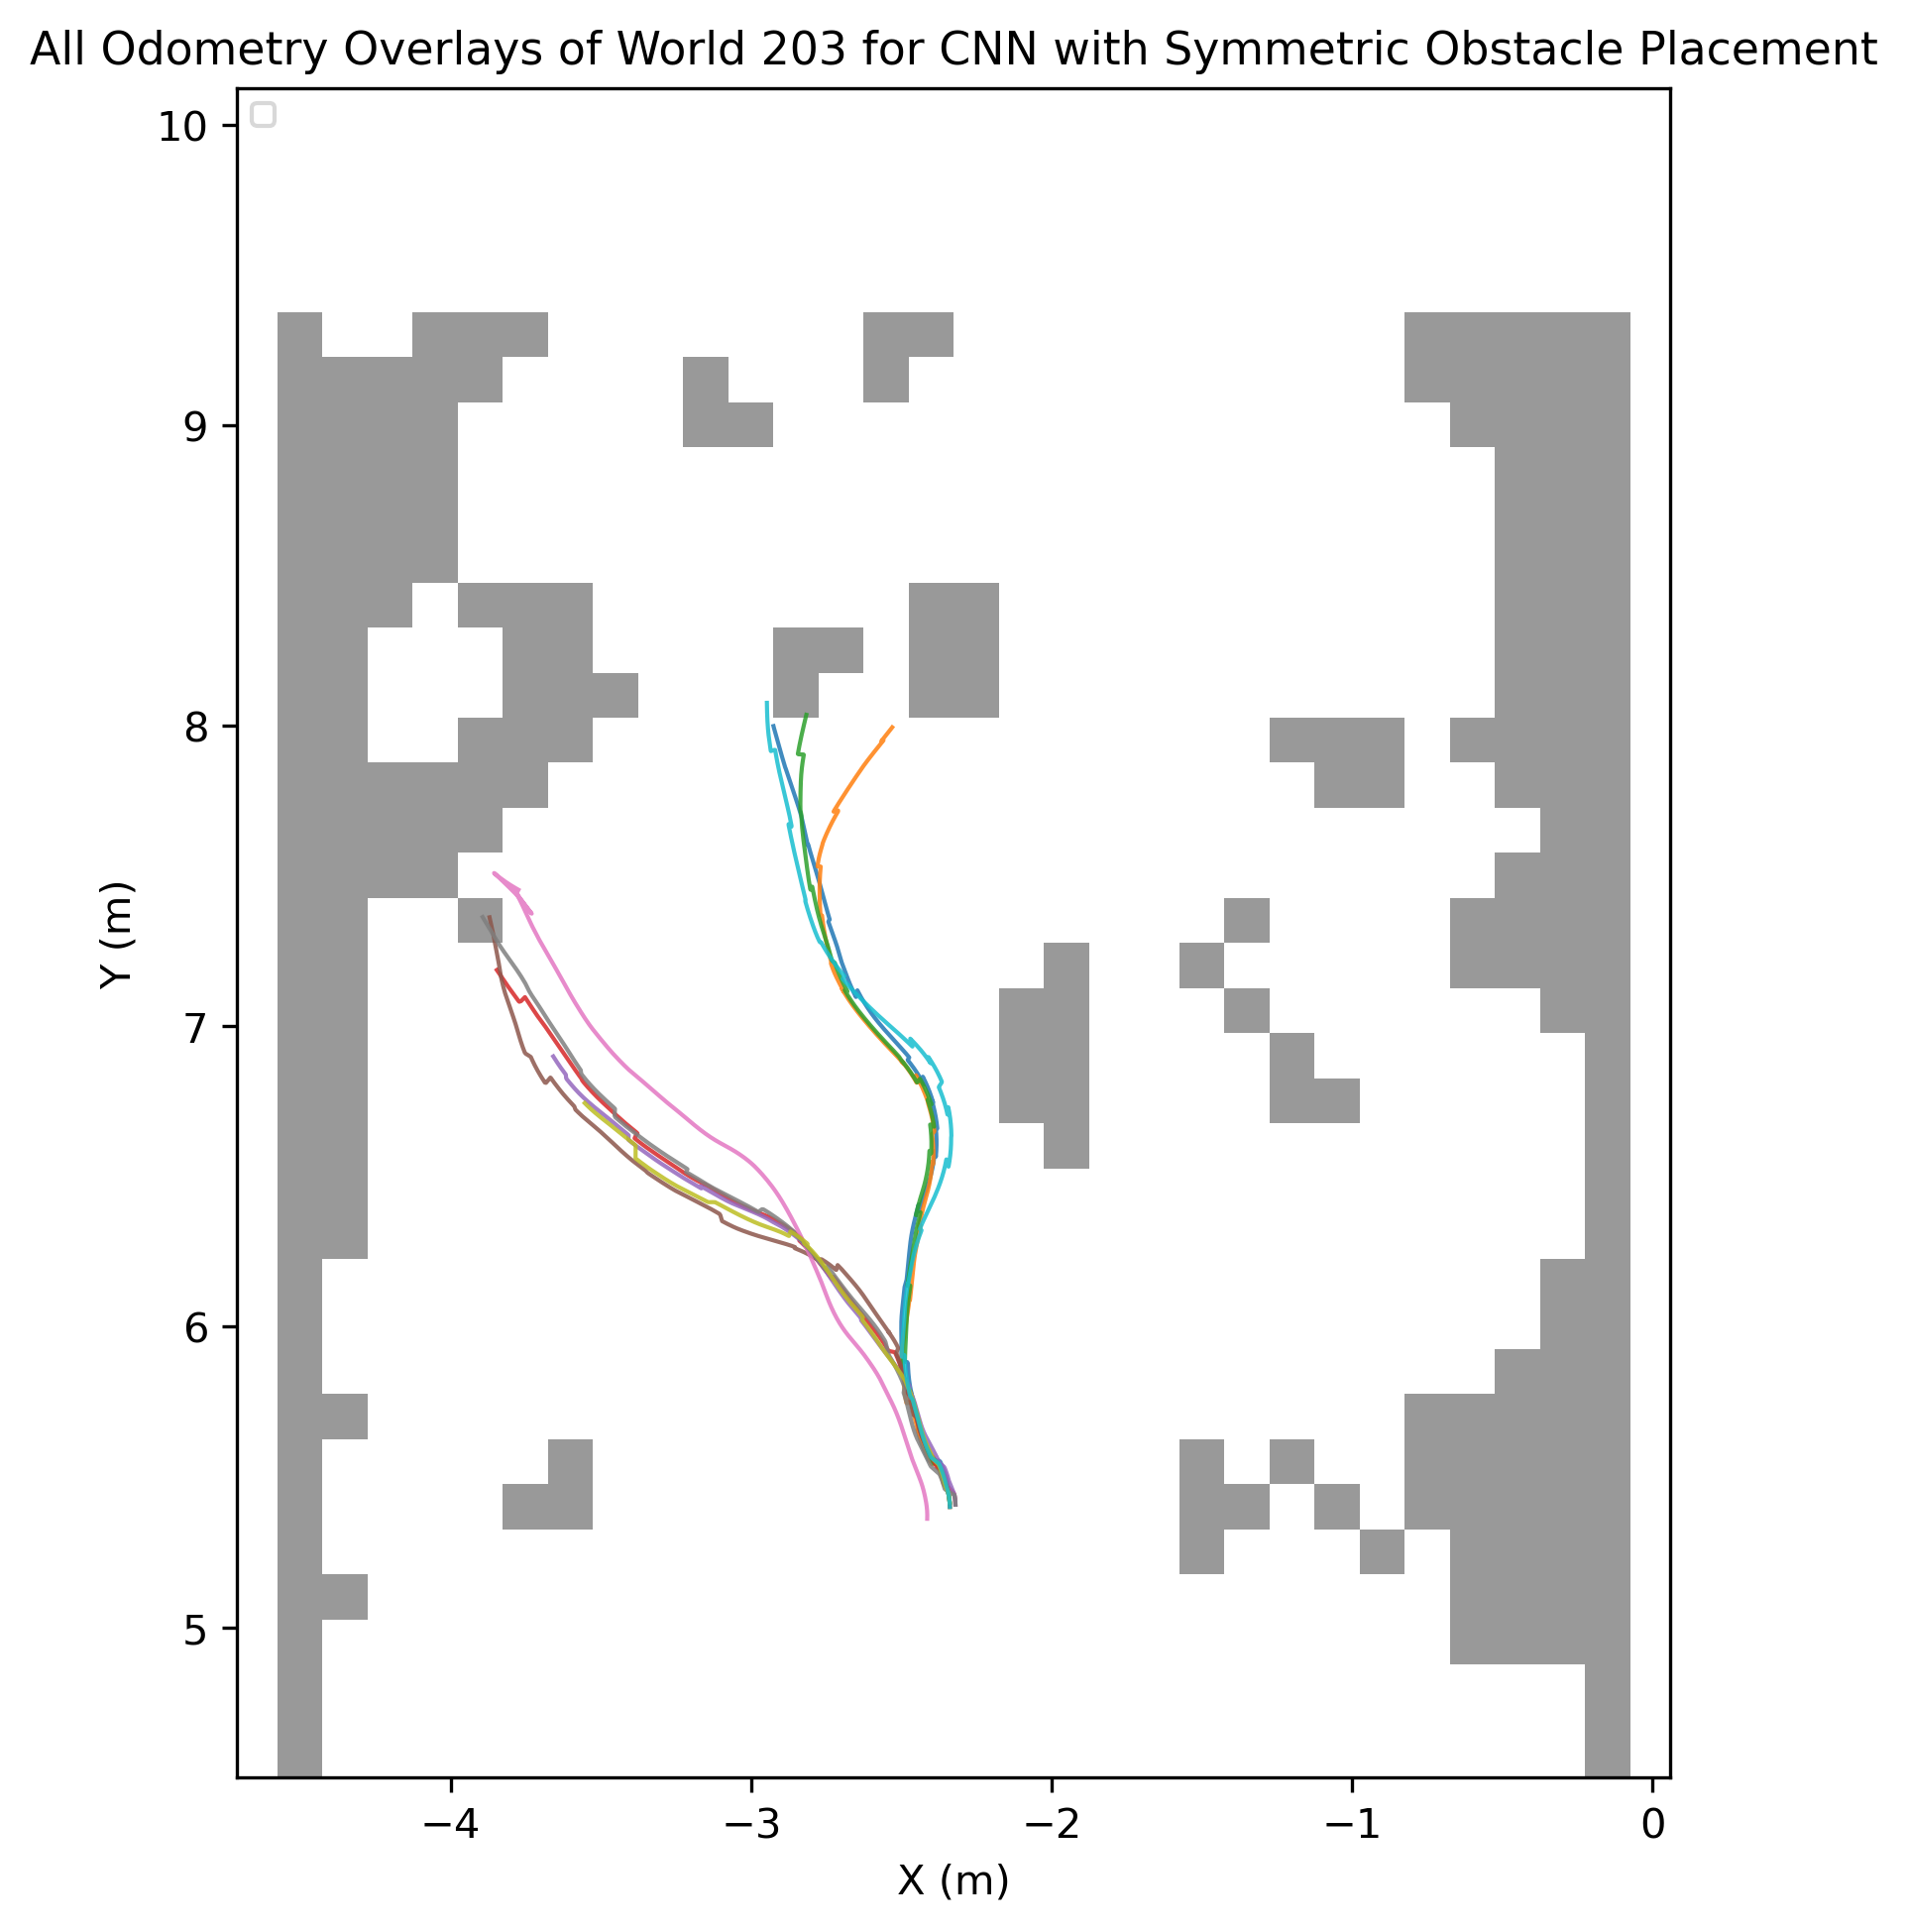 All Odometry Overlays of World 203 for CNN with Symmetric Obstacle Placement
10
9
8
7
6
5
Y (m)
−4 −3 −2 −1 0
X (m)